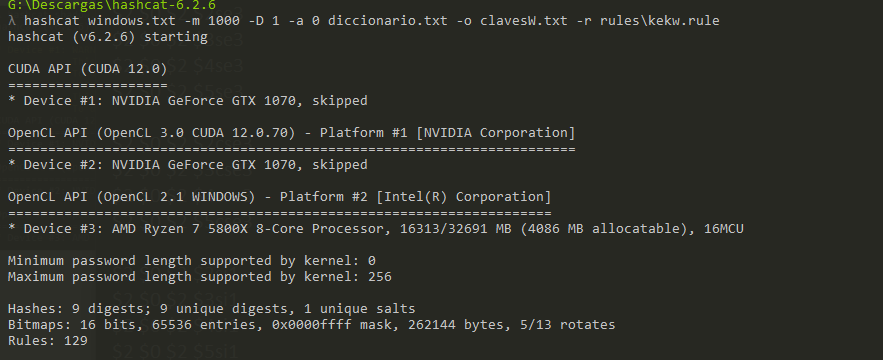 G:\Descargas\hashcat-6.2.6
λ hashcat windows.txt -m 1000 -D 1 -a 0 diccionario.txt -o clavesW.txt -r rules\kekw.rule
hashcat (v6.2.6) starting
CUDA API (CUDA 12.0)
====================
* Device #1: NVIDIA GeForce GTX 1070, skipped
OpenCL API (OpenCL 3.0 CUDA 12.0.70) - Platform #1 [NVIDIA Corporation]
=======================================================================
* Device #2: NVIDIA GeForce GTX 1070, skipped
OpenCL API (OpenCL 2.1 WINDOWS) - Platform #2 [Intel(R) Corporation]
====================================================================
* Device #3: AMD Ryzen 7 5800X 8-Core Processor, 16313/32691 MB (4086 MB allocatable), 16MCU
Minimum password length supported by kernel: 0
Maximum password length supported by kernel: 256
Hashes: 9 digests; 9 unique digests, 1 unique salts
Bitmaps: 16 bits, 65536 entries, 0x0000ffff mask, 262144 bytes, 5/13 rotates
Rules: 129